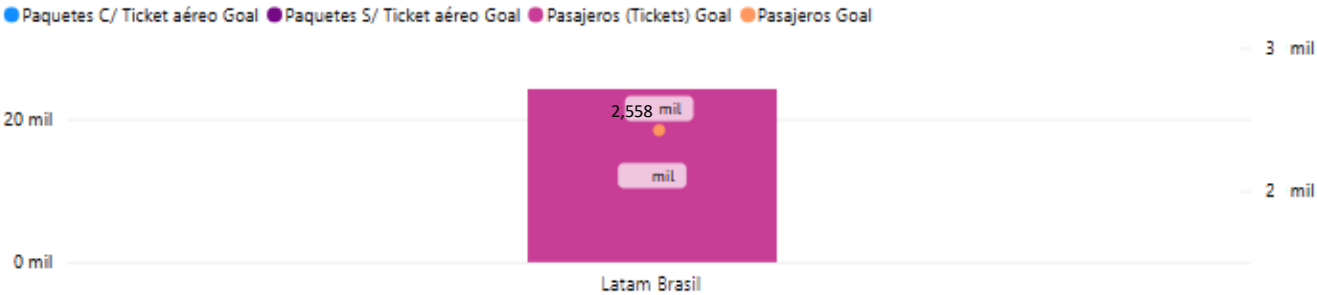 Paquetes C/ Ticket aéreo Goal Paquetes S/ Ticket aéreo Goal Pasajeros (Tickets) Goal Pasajeros Goal
3 mil
2,558 mil
20 mil
mil
2 mil
0 mil
Latam Brasil